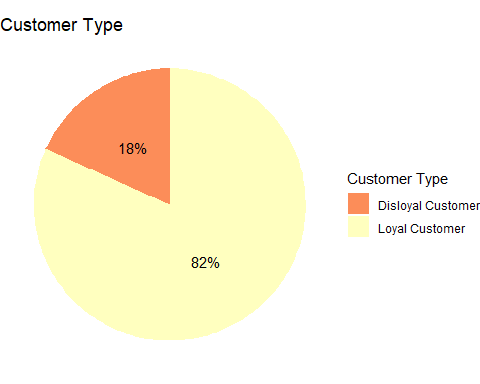 Customer Type
18%
82%
Customer Type
Disloyal Customer
Loyal Customer